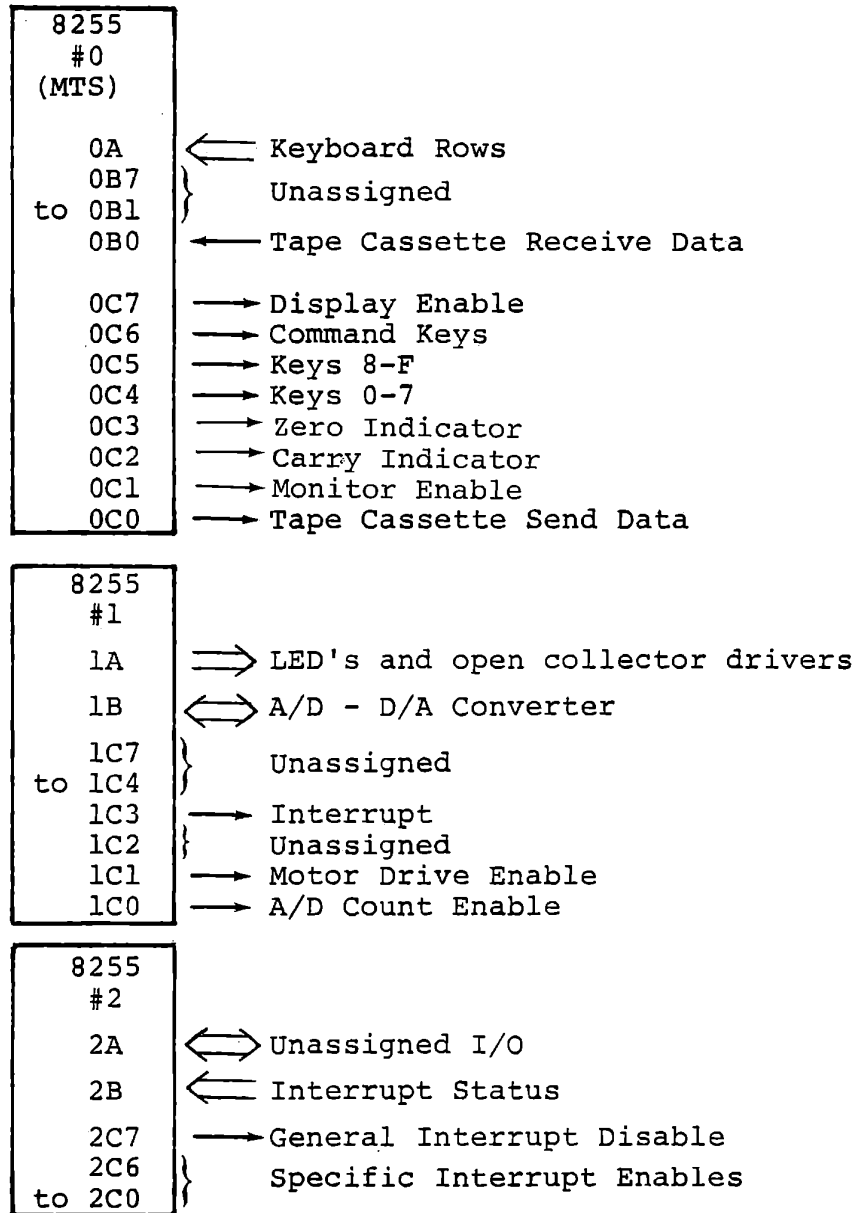 8255
#0
(MTS)
0A Keyboard Rows
0B7
to 0B1 Unassigned
0B0 Tape Cassette Receive Data
0C7 Display Enable
0C6 Command Keys
0C5 Keys 8-F
0C4 Keys 0-7
0C3 Zero Indicator
0C2 Carry Indicator
0C1 Monitor Enable
0C0 Tape Cassette Send Data
8255
#1
1A LED's and open collector drivers
1B A/D - D/A Converter
1C7
to 1C4 Unassigned
1C3 Interrupt
1C2 Unassigned
1C1 Motor Drive Enable
1C0 A/D Count Enable
8255
#2
2A Unassigned I/O
2B Interrupt Status
2C7 General Interrupt Disable
2C6
to 2C0 Specific Interrupt Enables